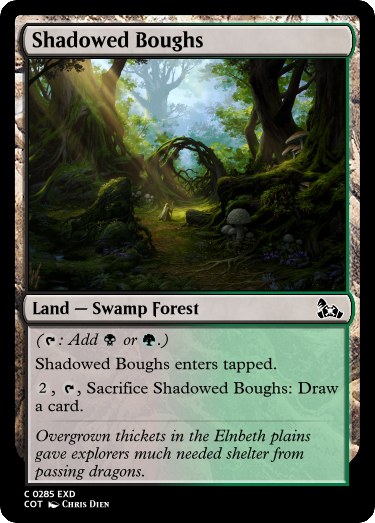 Shadowed Boughs
Land — Swamp Forest
(: Add or .)
Shadowed Boughs enters tapped.
2 , , Sacrifice Shadowed Boughs: Draw
a card.
Overgrown thickets in the Elnbeth plains
gave explorers much needed shelter from
passing dragons.
C 0285 EXD
COT Chris Dien